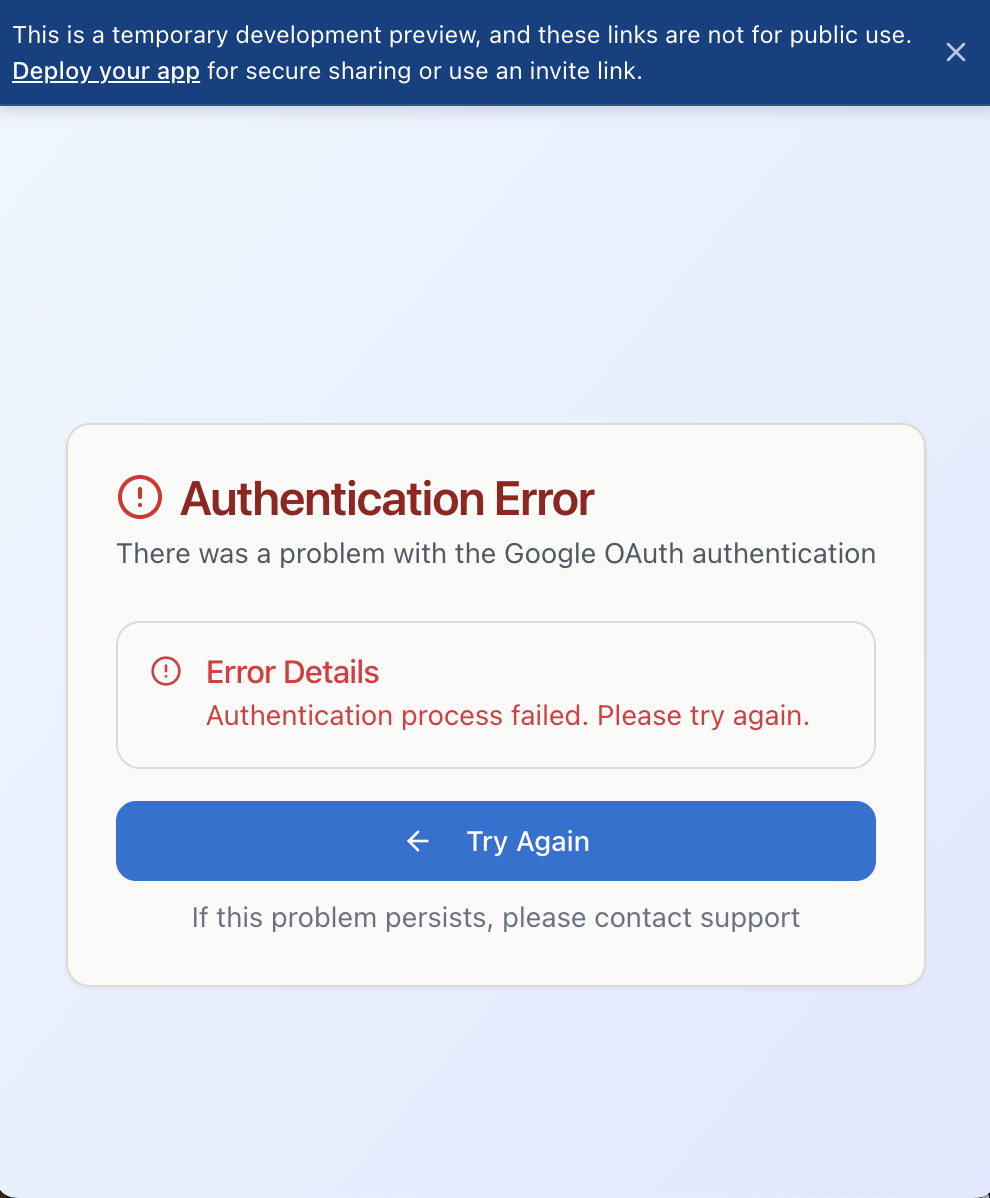 This is a temporary development preview, and these links are not for public use.
Deploy your app for secure sharing or use an invite link.
Authentication Error
There was a problem with the Google OAuth authentication
Error Details
Authentication process failed. Please try again.
Try Again
If this problem persists, please contact support